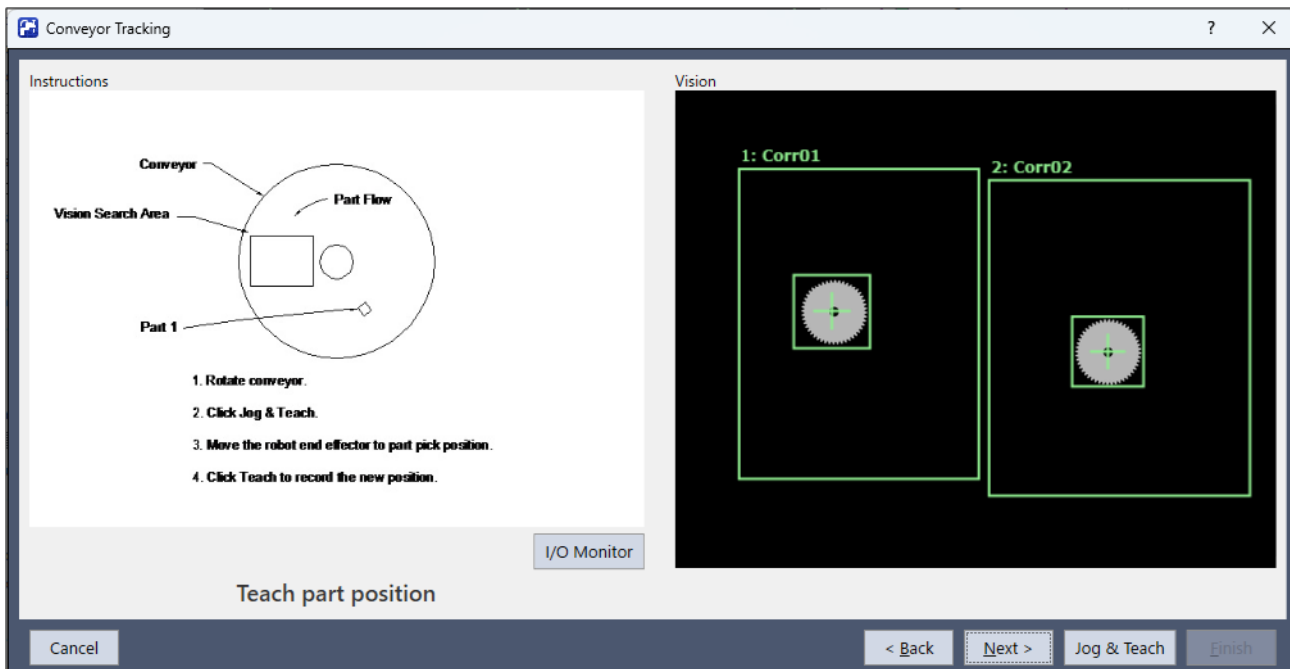 Conveyor Tracking
?
Instructions
Vision
Conveyor
Part Flow
Vision Search Area
Part 1
1. Rotate conveyor.
2. Click Jog & Teach.
3. Move the robot end effector to part pick position.
4. Click Teach to record the new position.
1: Corr01
2: Corr02
I/O Monitor
Teach part position
Cancel
< Back
Next >
Jog & Teach
Finish